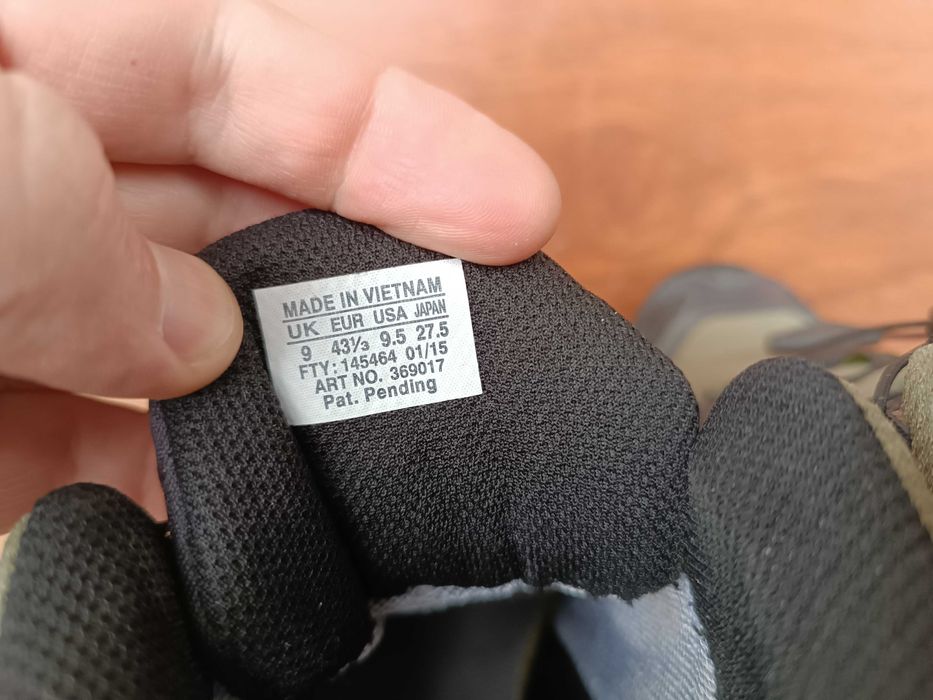 MADE IN VIETNAM
UK EUR USA JAPAN
9 43⅓ 9.5 27.5
FTY: 145464 01/15
ART NO. 369017
Pat. Pending